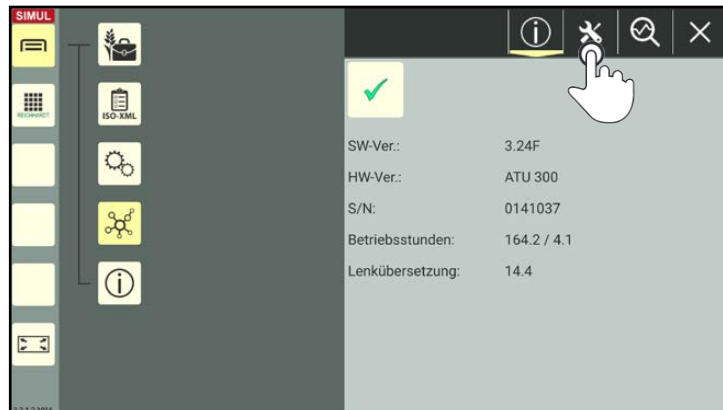 SIMUL
REICHHARDT
ISO-XML
SW-Ver.: 3.24F
HW-Ver.: ATU 300
S/N: 0141037
Betriebsstunden: 164.2 / 4.1
Lenkübersetzung: 14.4